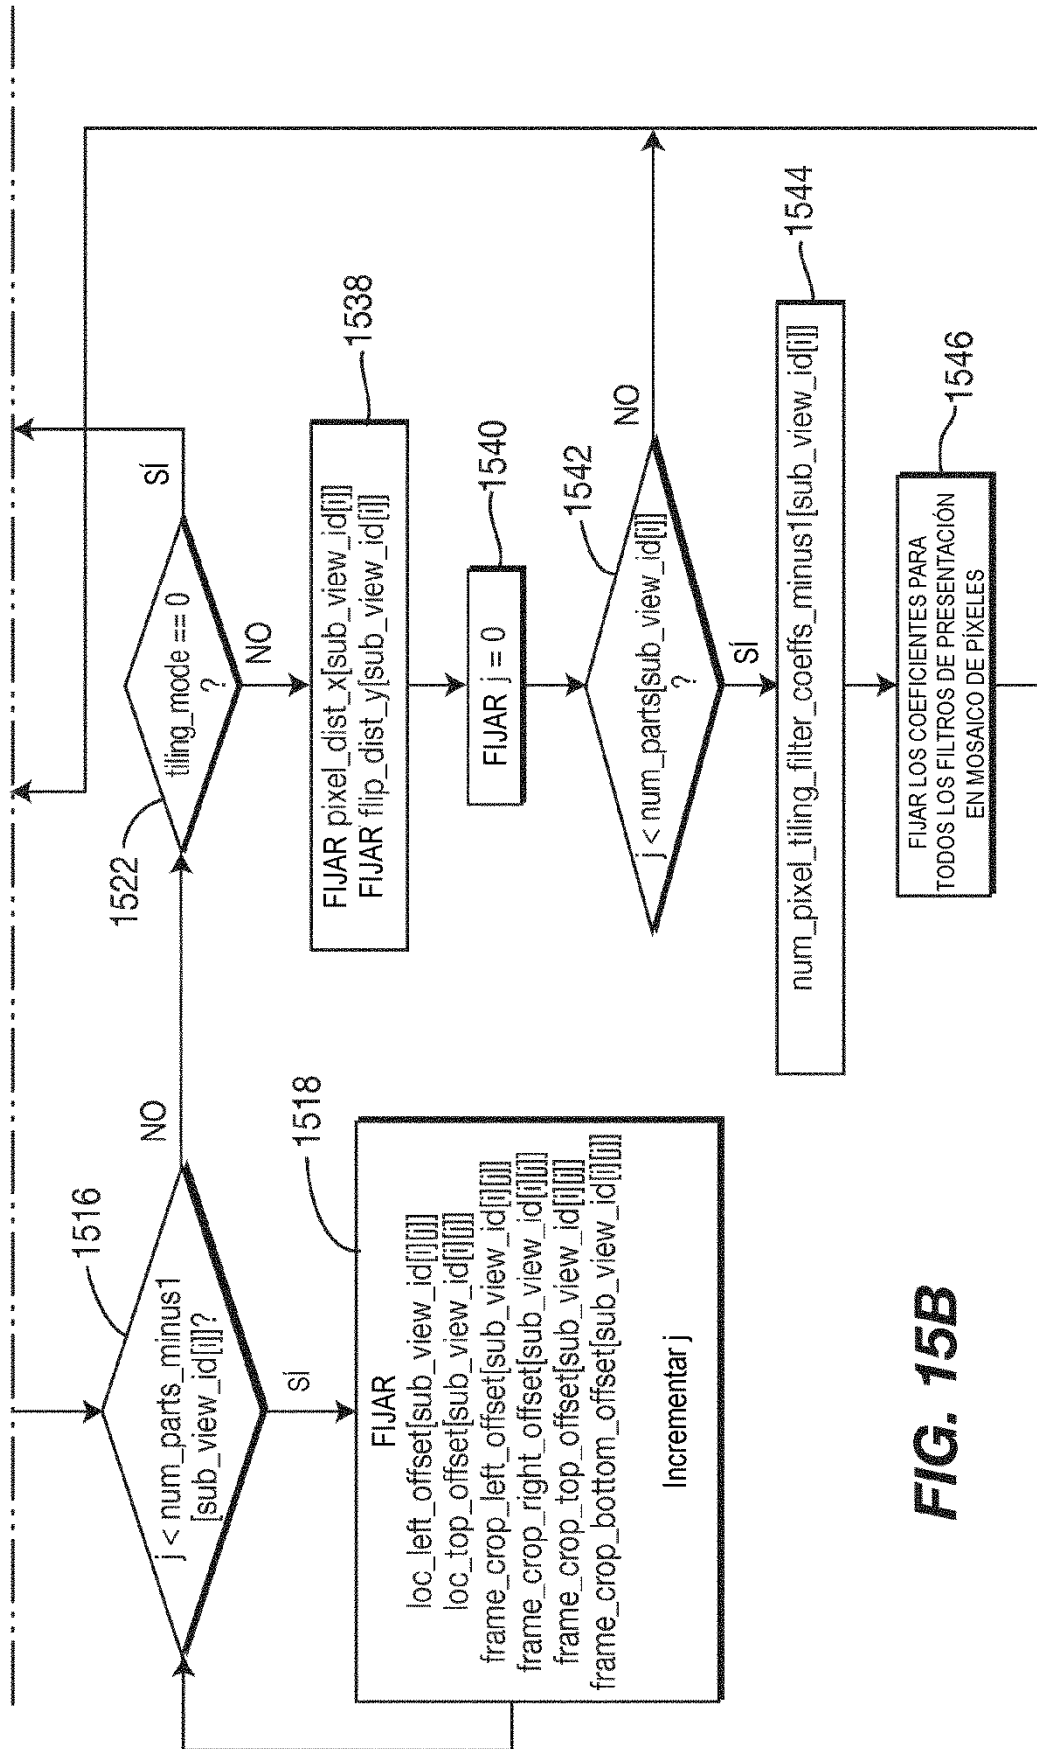 1516
j < num_parts_minus1
[sub_view_id[i]]?
NO
SÍ
1518
FIJAR
loc_left_offset[sub_view_id[i][j]]
loc_top_offset[sub_view_id[i][j]]
frame_crop_left_offset[sub_view_id[i][j]]
frame_crop_right_offset[sub_view_id[i][j]]
frame_crop_top_offset[sub_view_id[i][j]]
frame_crop_bottom_offset[sub_view_id[i][j]]
Incrementar j
1522
tiling_mode == 0
?
SÍ
NO
1538
FIJAR pixel_dist_x[sub_view_id[i]]
FIJAR flip_dist_y[sub_view_id[i]]
1540
FIJAR j = 0
1542
j < num_parts[sub_view_id[i]]
?
NO
SÍ
1544
num_pixel_tiling_filter_coeffs_minus1[sub_view_id[i]]
1546
FIJAR LOS COEFICIENTES PARA
TODOS LOS FILTROS DE PRESENTACIÓN
EN MOSAICO DE PÍXELES
FIG. 15B